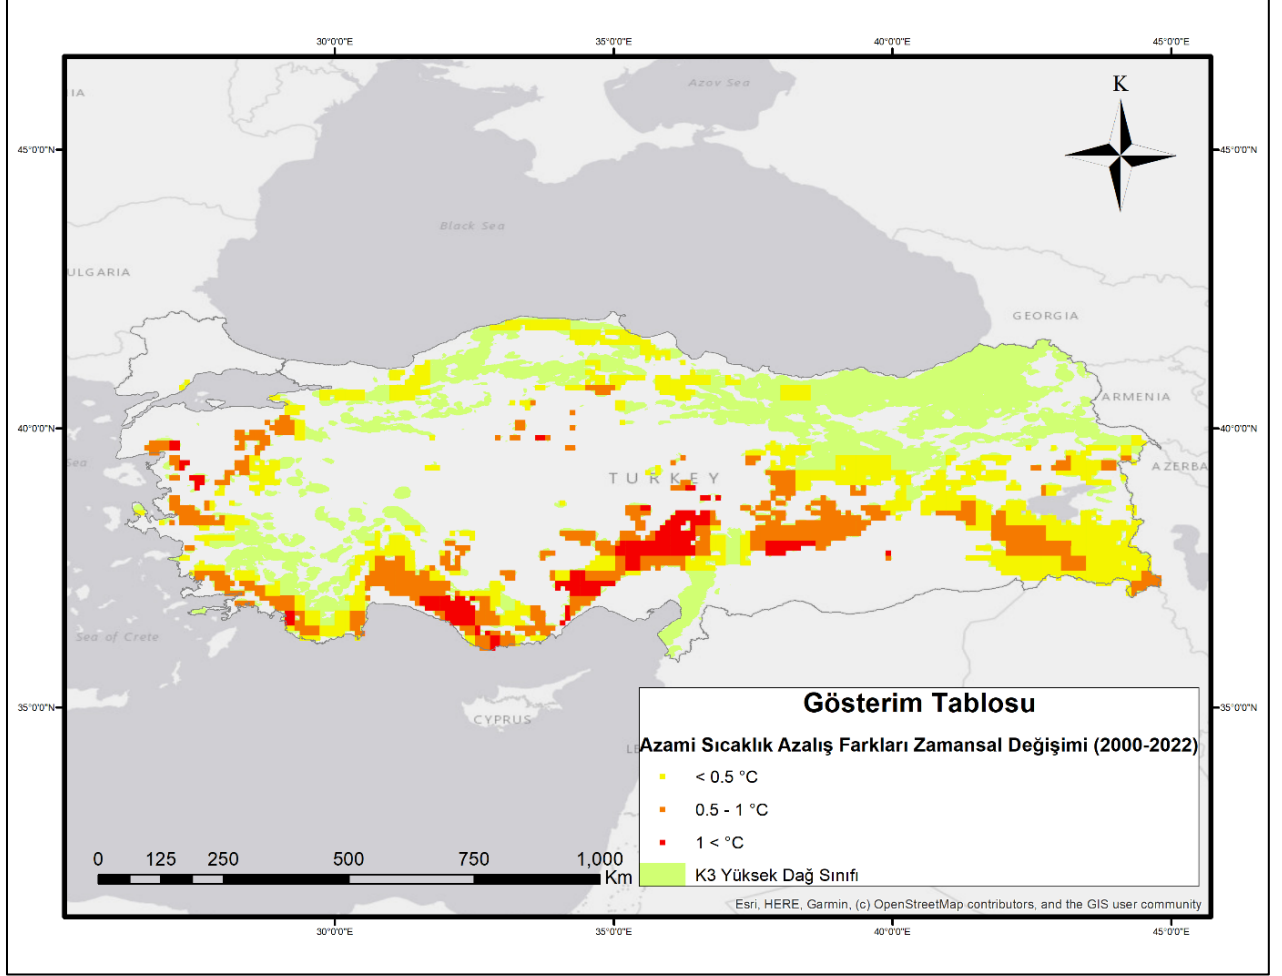 30°0'0"E 35°0'0"E 40°0'0"E 45°0'0"E
Azov Sea
K
IA
45°0'0"N 45°0'0"N
Black Sea
ULGARIA
GEORGIA
ARMENIA
40°0'0"N 40°0'0"N
Sea
AZERBA
TURKEY
Sea of Crete
35°0'0"N 35°0'0"N
CYPRUS
LE
Gösterim Tablosu
Azami Sıcaklık Azalış Farkları Zamansal Değişimi (2000-2022)
< 0.5 °C
0.5 - 1 °C
1 < °C
K3 Yüksek Dağ Sınıfı
0 125 250 500 750 1,000
Km
Esri, HERE, Garmin, (c) OpenStreetMap contributors, and the GIS user community
30°0'0"E 35°0'0"E 40°0'0"E 45°0'0"E